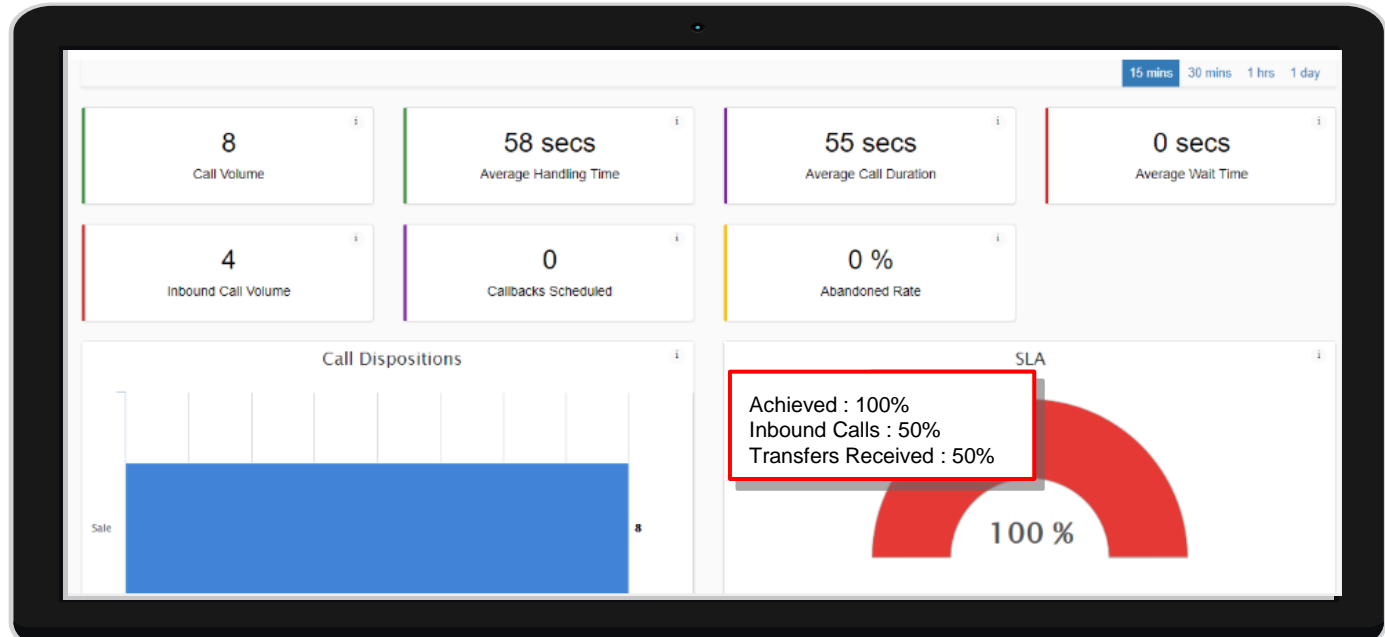 15 mins 30 mins 1 hrs 1 day
i
8
Call Volume
i
58 secs
Average Handling Time
i
55 secs
Average Call Duration
i
0 secs
Average Wait Time
i
4
Inbound Call Volume
i
0
Callbacks Scheduled
i
0 %
Abandoned Rate
Call Dispositions
i
Sale
8
SLA
i
Achieved : 100%
Inbound Calls : 50%
Transfers Received : 50%
100 %